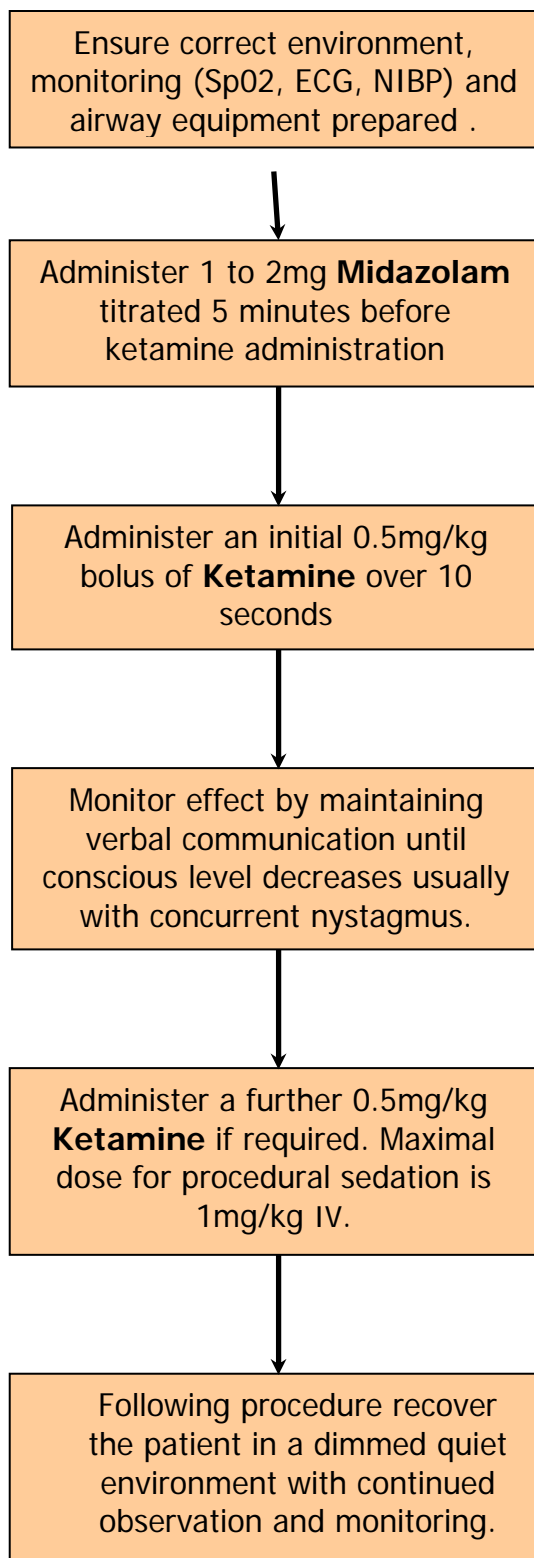 Ensure correct environment,
monitoring (Sp02, ECG, NIBP) and
airway equipment prepared .
Administer 1 to 2mg Midazolam
titrated 5 minutes before
ketamine administration
Administer an initial 0.5mg/kg
bolus of Ketamine over 10
seconds
Monitor effect by maintaining
verbal communication until
conscious level decreases usually
with concurrent nystagmus.
Administer a further 0.5mg/kg
Ketamine if required. Maximal
dose for procedural sedation is
1mg/kg IV.
Following procedure recover
the patient in a dimmed quiet
environment with continued
observation and monitoring.